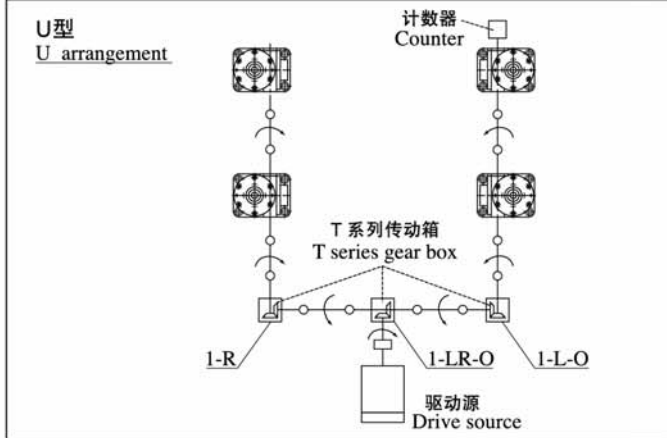 U型
U arrangement
计数器
Counter
T 系列传动箱
T series gear box
1-R
1-LR-O
1-L-O
驱动源
Drive source